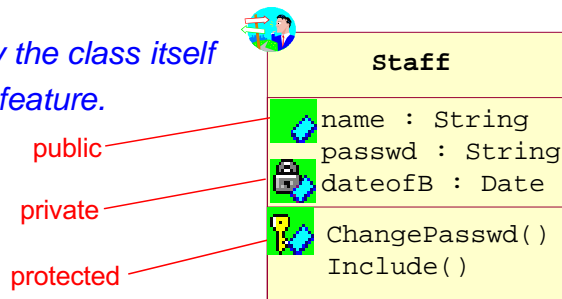 y the class itself
feature.
public
private
protected
Staff
name : String
passwd : String
dateofB : Date
ChangePasswd()
Include()